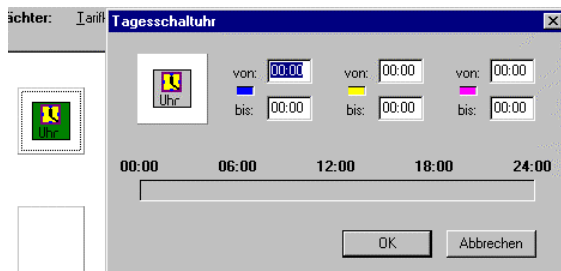 ächter: Tarif
Tagesschaltuhr
Uhr
von: 00:00 von: 00:00 von: 00:00
Uhr
bis: 00:00 bis: 00:00 bis: 00:00
00:00 06:00 12:00 18:00 24:00
OK Abbrechen